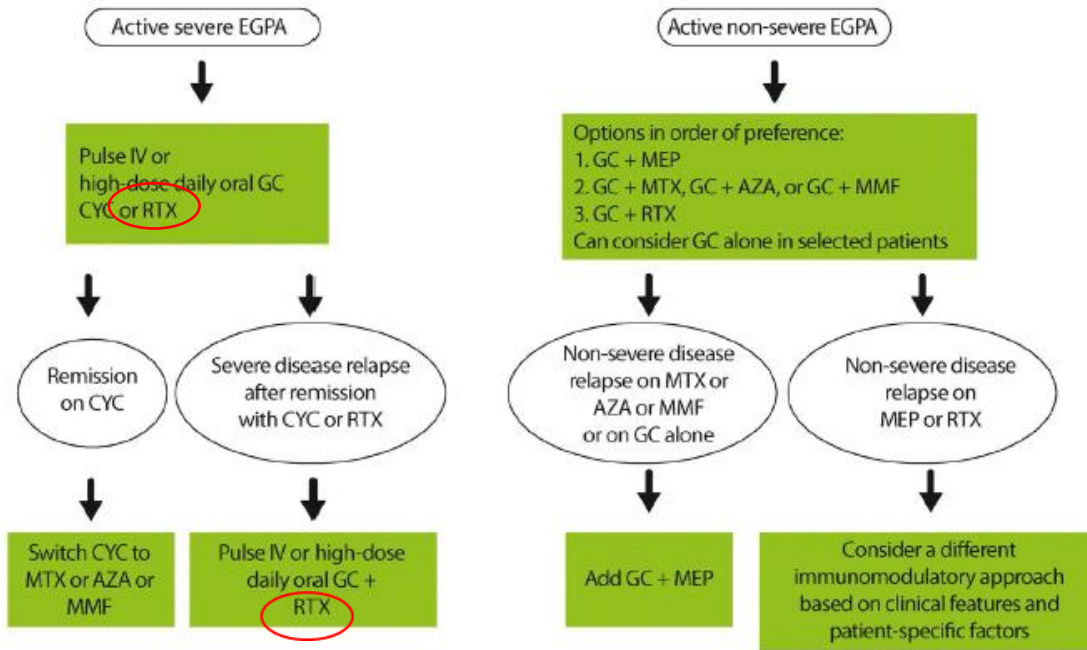 Active severe EGPA
Pulse IV or
high-dose daily oral GC
CYC or RTX
Remission
on CYC
Severe disease relapse
after remission
with CYC or RTX
Switch CYC to
MTX or AZA or
MMF
Pulse IV or high-dose
daily oral GC +
RTX
Active non-severe EGPA
Options in order of preference:
1. GC + MEP
2. GC + MTX, GC + AZA, or GC + MMF
3. GC + RTX
Can consider GC alone in selected patients
Non-severe disease
relapse on MTX or
AZA or MMF
or on GC alone
Non-severe disease
relapse on
MEP or RTX
Add GC + MEP
Consider a different
immunomodulatory approach
based on clinical features and
patient-specific factors